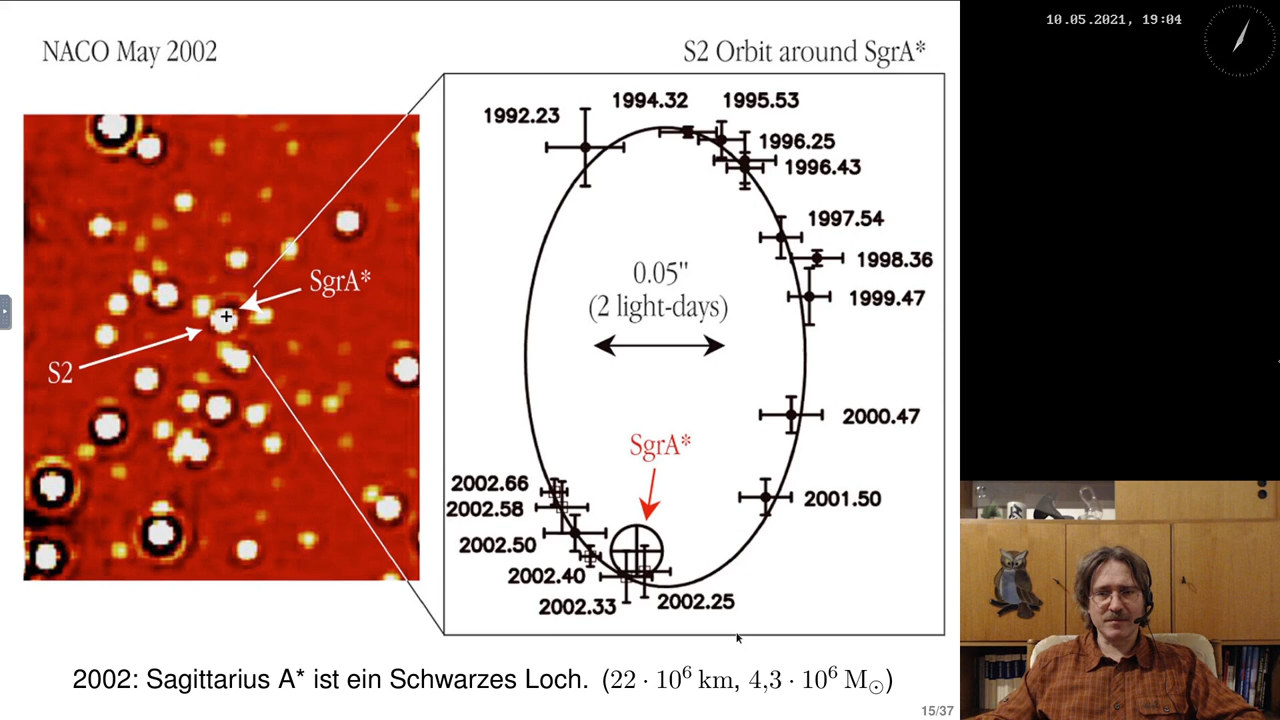 NACO May 2002
S2 Orbit around SgrA*
10.05.2021, 19:04
SgrA*
S2
1992.23
1994.32
1995.53
1996.25
1996.43
1997.54
1998.36
1999.47
0.05"
(2 light-days)
2000.47
SgrA*
2001.50
2002.66
2002.58
2002.50
2002.40
2002.33
2002.25
2002: Sagittarius A* ist ein Schwarzes Loch. (22 · 10⁶ km, 4,3 · 10⁶ M☉)
15/37